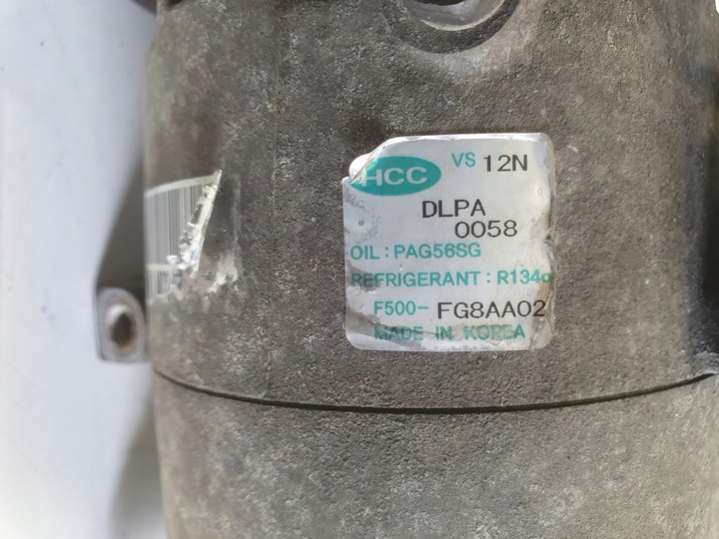 HCC VS 12N
DLPA
0058
OIL : PAG56SG
REFRIGERANT : R134a
F500- FG8AA02
MADE IN KOREA